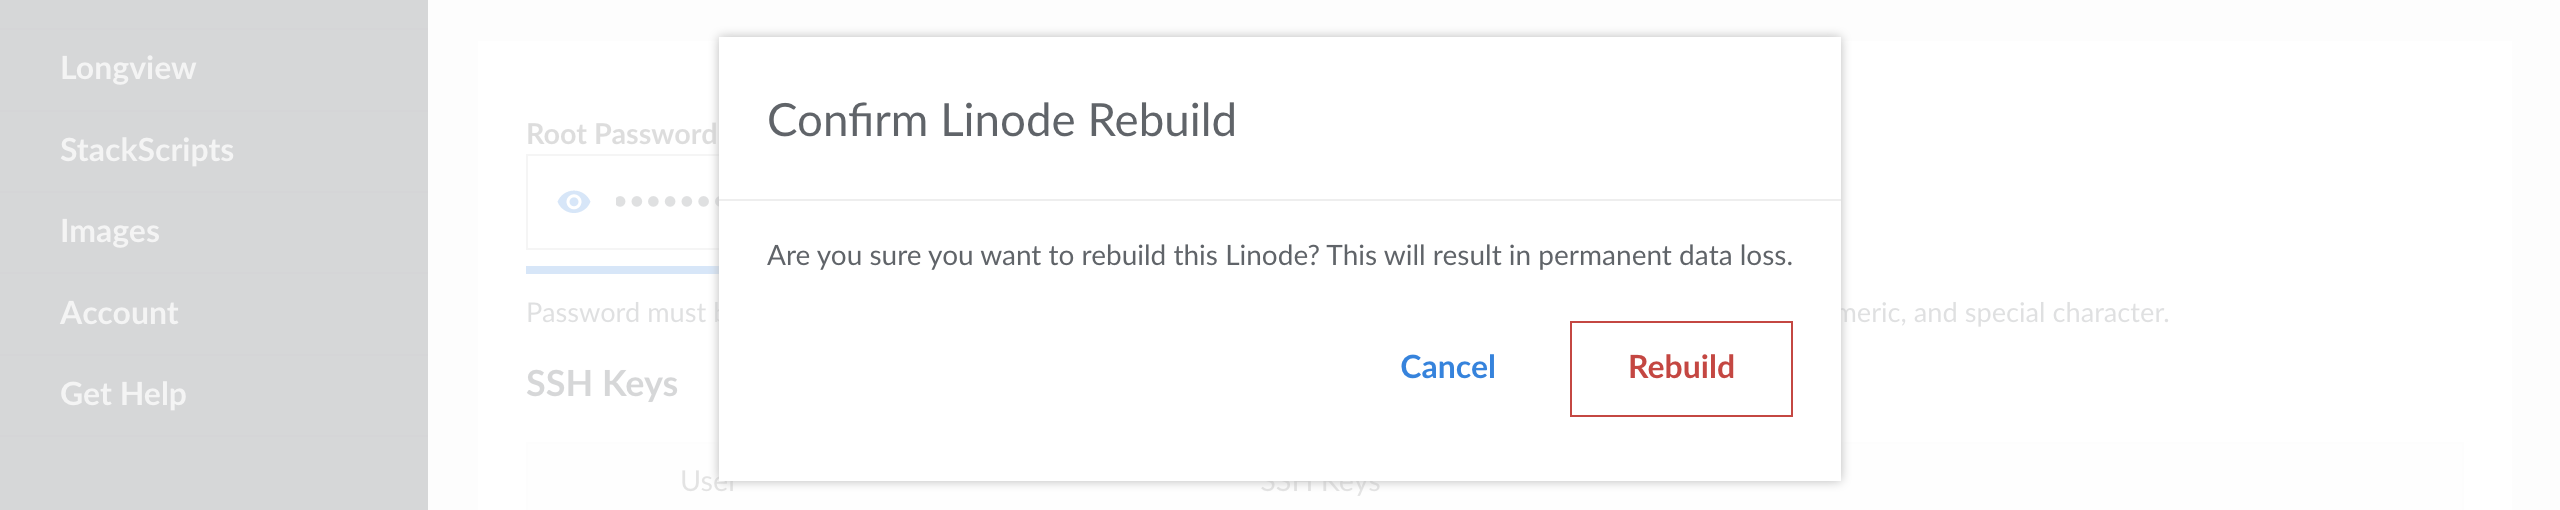 Longview
StackScripts
Images
Account
Get Help
Root Password
Password must
meric, and special character.
SSH Keys
User
SSH Keys
Confirm Linode Rebuild
Are you sure you want to rebuild this Linode? This will result in permanent data loss.
Cancel
Rebuild